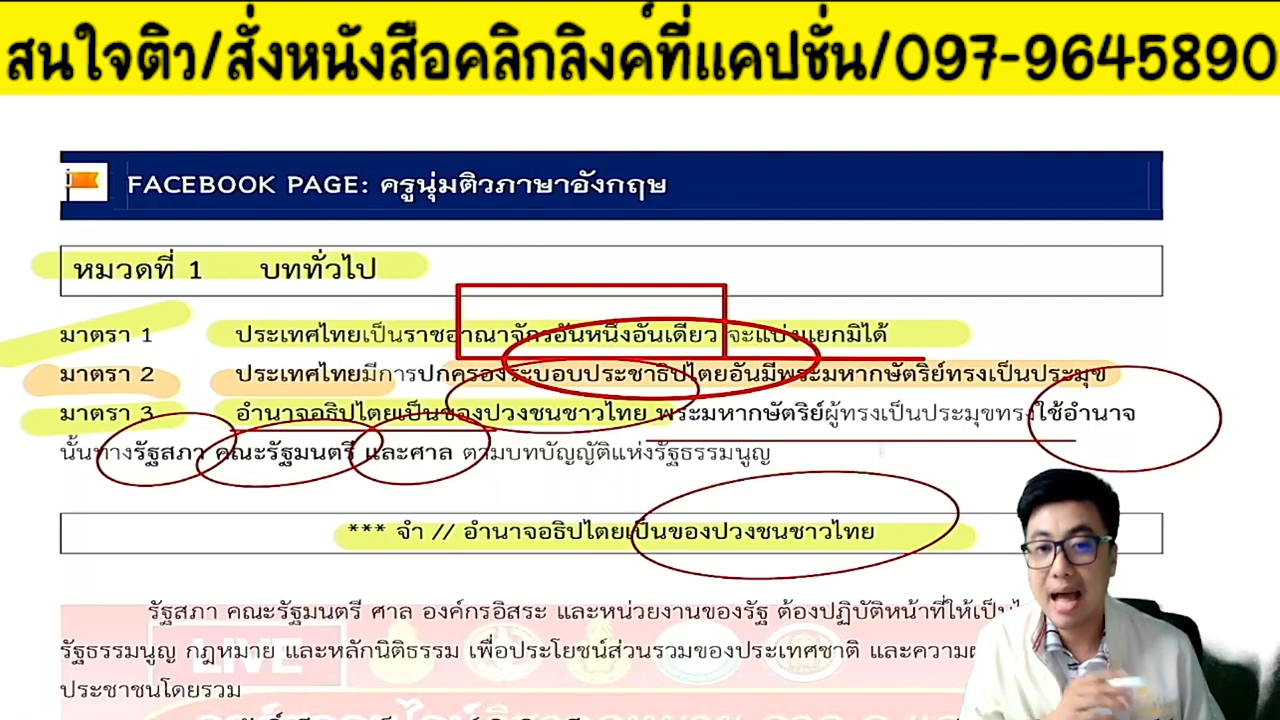 สนใจติว/สั่งหนังสือคลิกลิงค์ที่แคปชั่น/097-9645890
FACEBOOK PAGE: ครูนุ่มติวภาษาอังกฤษ
หมวดที่ 1 บททั่วไป
มาตรา 1 ประเทศไทยเป็นราชอาณาจักรอันหนึ่งอันเดียว จะแบ่งแยกมิได้
มาตรา 2 ประเทศไทยมีการปกครองระบอบประชาธิปไตยอันมีพระมหากษัตริย์ทรงเป็นประมุข
มาตรา 3 อำนาจอธิปไตยเป็นของปวงชนชาวไทย พระมหากษัตริย์ผู้ทรงเป็นประมุขทรงใช้อำนาจ
นั้นทางรัฐสภา คณะรัฐมนตรี และศาล ตามบทบัญญัติแห่งรัฐธรรมนูญ
*** จำ // อำนาจอธิปไตยเป็นของปวงชนชาวไทย
รัฐสภา คณะรัฐมนตรี ศาล องค์กรอิสระ และหน่วยงานของรัฐ ต้องปฏิบัติหน้าที่ให้เป็น
รัฐธรรมนูญ กฎหมาย และหลักนิติธรรม เพื่อประโยชน์ส่วนรวมของประเทศชาติ และความ
ประชาชนโดยรวม
LIVE